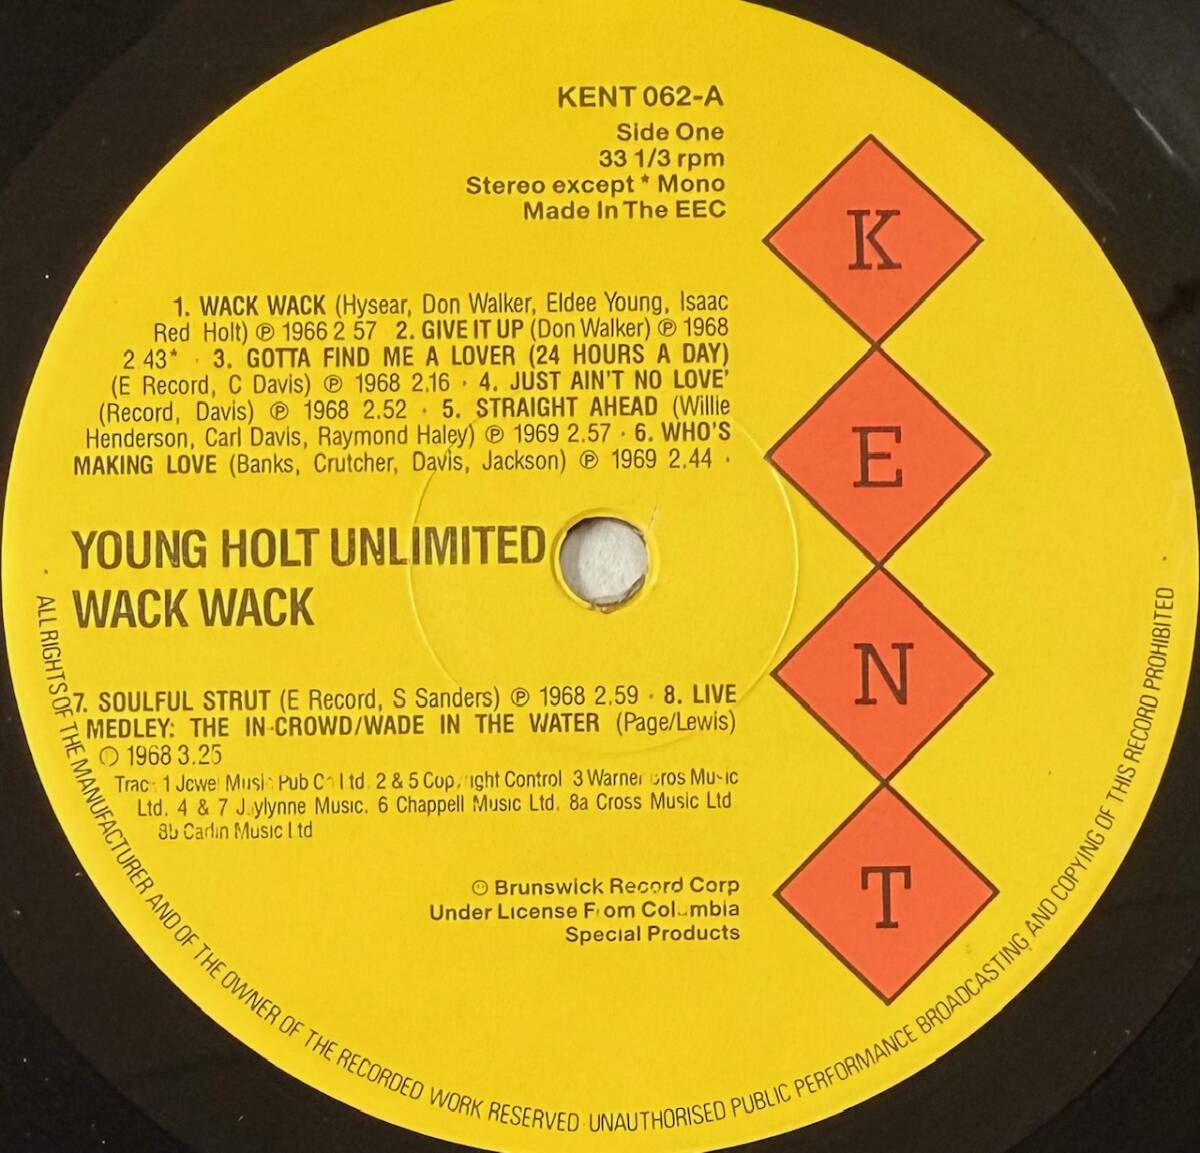 KENT 062-A
Side One
33 1/3 rpm
Stereo except * Mono
Made In The EEC
1. WACK WACK (Hysear, Don Walker, Eldee Young, Isaac
Red Holt) ℗ 1966 2 57 2. GIVE IT UP (Don Walker) ℗ 1968
2 43* · 3. GOTTA FIND ME A LOVER (24 HOURS A DAY)
(E Record, C Davis) ℗ 1968 2.16 · 4. JUST AIN'T NO LOVE'
(Record, Davis) ℗ 1968 2.52 · 5. STRAIGHT AHEAD (Willie
Henderson, Carl Davis, Raymond Haley) ℗ 1969 2.57 · 6. WHO'S
MAKING LOVE (Banks, Crutcher, Davis, Jackson) ℗ 1969 2.44 ·
YOUNG HOLT UNLIMITED
WACK WACK
7. SOULFUL STRUT (E Record, S Sanders) ℗ 1968 2.59 · 8. LIVE
MEDLEY: THE IN-CROWD/WADE IN THE WATER (Page/Lewis)
1968 3.25
1 Pub Ltd. 2 & 5 Control 3 Warner
Ltd. 4 & 7 Music. 6 Chappell Music Ltd. 8a Cross Music Ltd
8b Carlin Music Ltd
Brunswick Record Corp
Under License From Columbia
Special Products
K
E
N
T
ALL RIGHTS OF THE MANUFACTURER AND OF THE OWNER OF THE RECORDED WORK RESERVED UNAUTHORISED PUBLIC PERFORMANCE BROADCASTING AND COPYING OF THIS RECORD PROHIBITED